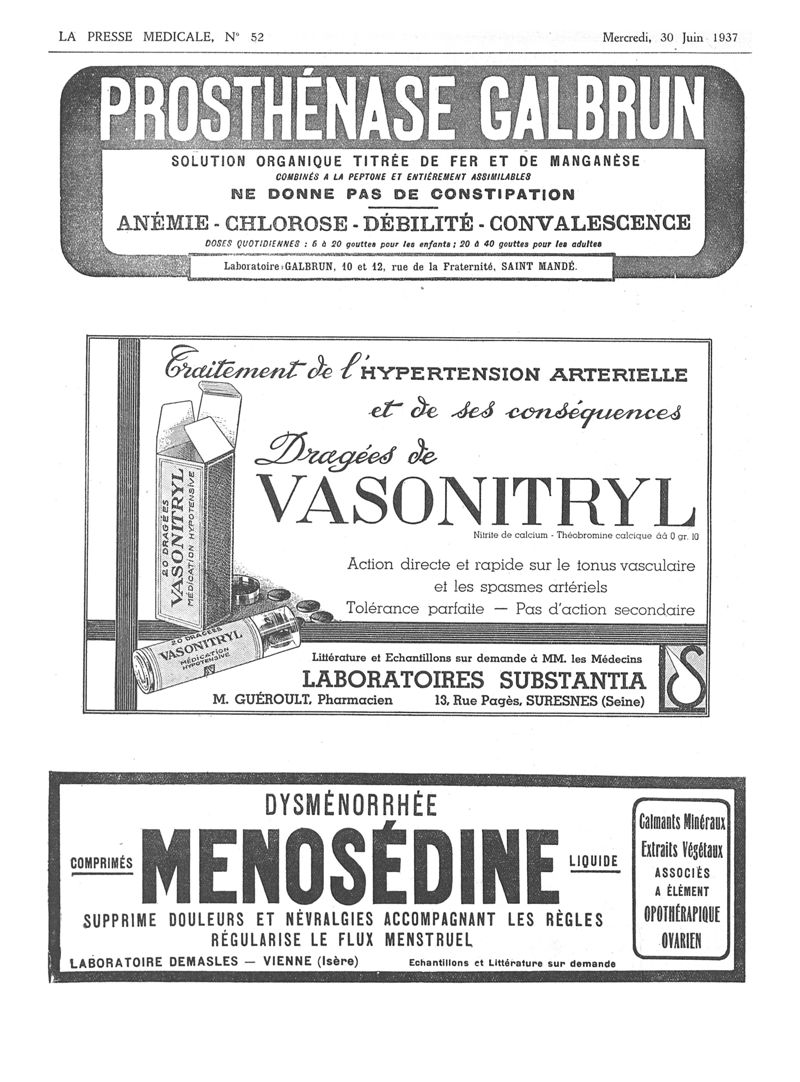 LA PRESSE MEDICALE, N° 52
Mercredi, 30 Juin 1937
PROSTHÉNASE GALBRUN
SOLUTION ORGANIQUE TITRÉE DE FER ET DE MANGANÈSE
COMBINÉS A LA PEPTONE ET ENTIÈREMENT ASSIMILABLES
NE DONNE PAS DE CONSTIPATION
ANÉMIE - CHLOROSE - DÉBILITÉ - CONVALESCENCE
DOSES QUOTIDIENNES : 5 à 20 gouttes pour les enfants ; 20 à 40 gouttes pour les adultes
Laboratoire GALBRUN, 10 et 12, rue de la Fraternité, SAINT MANDÉ.
Traitement de l'HYPERTENSION ARTERIELLE
et de ses conséquences
Dragées de
VASONITRYL
Nitrite de calcium - Théobromine calcique áá 0 gr. 10
Action directe et rapide sur le tonus vasculaire
et les spasmes artériels
Tolérance parfaite — Pas d'action secondaire
20 DRAGÉES
VASONITRYL
MÉDICATION HYPOTENSIVE
20 DRAGÉES
VASONITRYL
MÉDICATION
HYPOTENSIVE
Littérature et Echantillons sur demande à MM. les Médecins
LABORATOIRES SUBSTANTIA
M. GUÉROULT, Pharmacien 13, Rue Pagès, SURESNES (Seine)
LS
DYSMÉNORRHÉE
COMPRIMÉS
MENOSÉDINE
LIQUIDE
SUPPRIME DOULEURS ET NÉVRALGIES ACCOMPAGNANT LES RÈGLES
RÉGULARISE LE FLUX MENSTRUEL
LABORATOIRE DEMASLES — VIENNE (Isère)
Echantillons et Littérature sur demande
Calmants Minéraux
Extraits Végétaux
ASSOCIÉS
A ÉLÉMENT
OPOTHÉRAPIQUE
OVARIEN